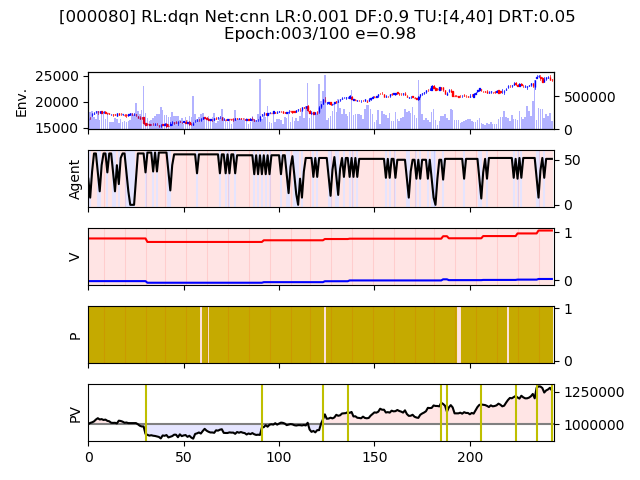 [000080] RL:dqn Net:cnn LR:0.001 DF:0.9 TU:[4,40] DRT:0.05
Epoch:003/100 e=0.98
Env.
25000
20000
15000
500000
0
Agent
50
0
V
1
0
P
1
0
PV
1250000
1000000
0
50
100
150
200